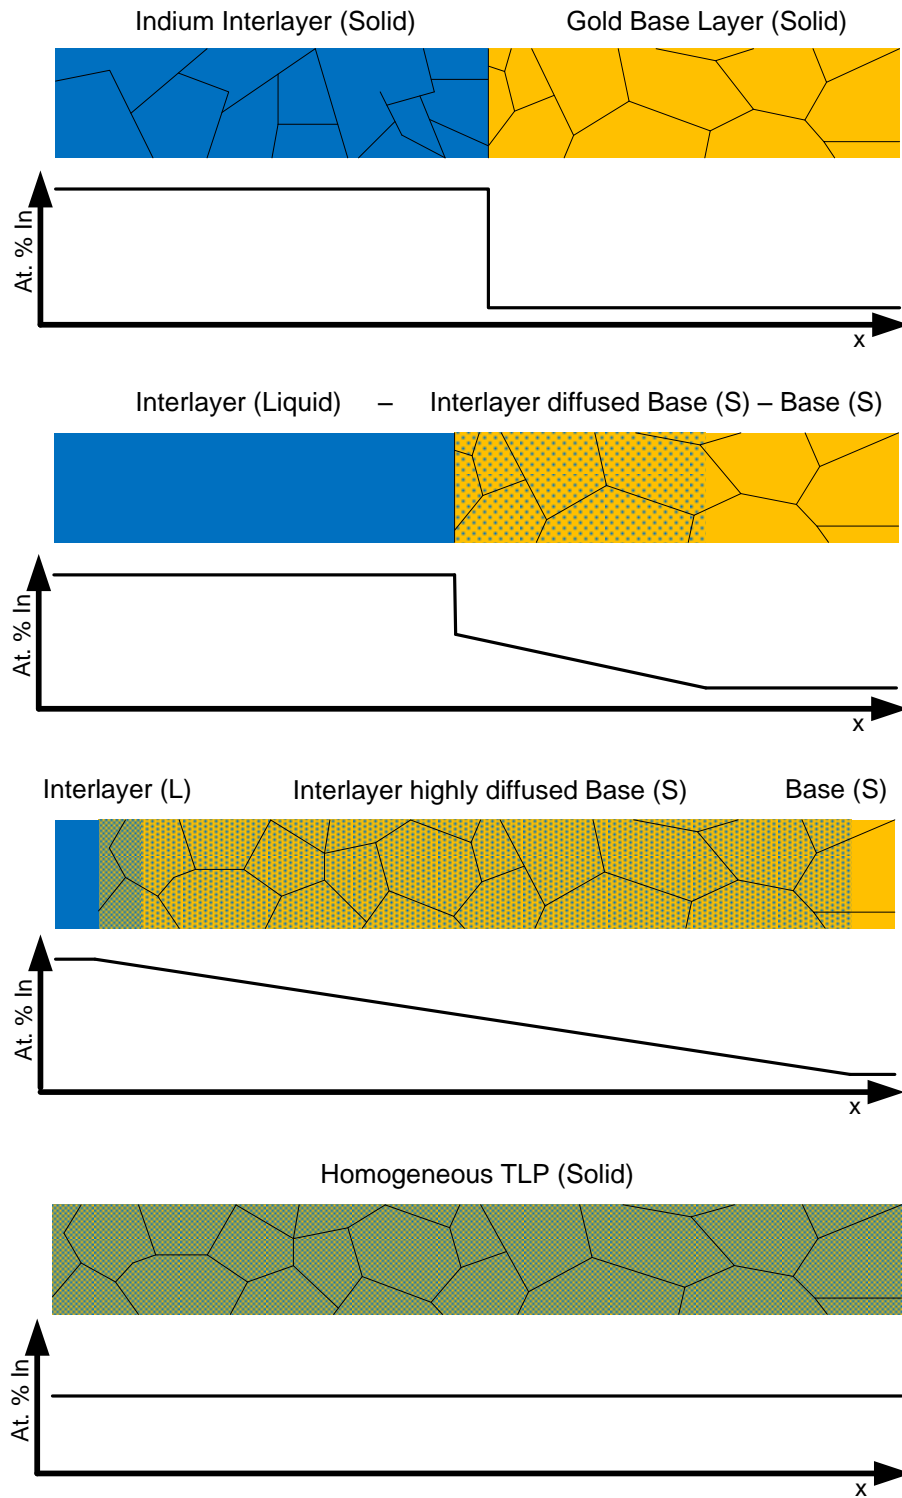 Indium Interlayer (Solid) Gold Base Layer (Solid)
At. % In
x
Interlayer (Liquid) – Interlayer diffused Base (S) – Base (S)
At. % In
x
Interlayer (L) Interlayer highly diffused Base (S) Base (S)
At. % In
x
Homogeneous TLP (Solid)
At. % In
x